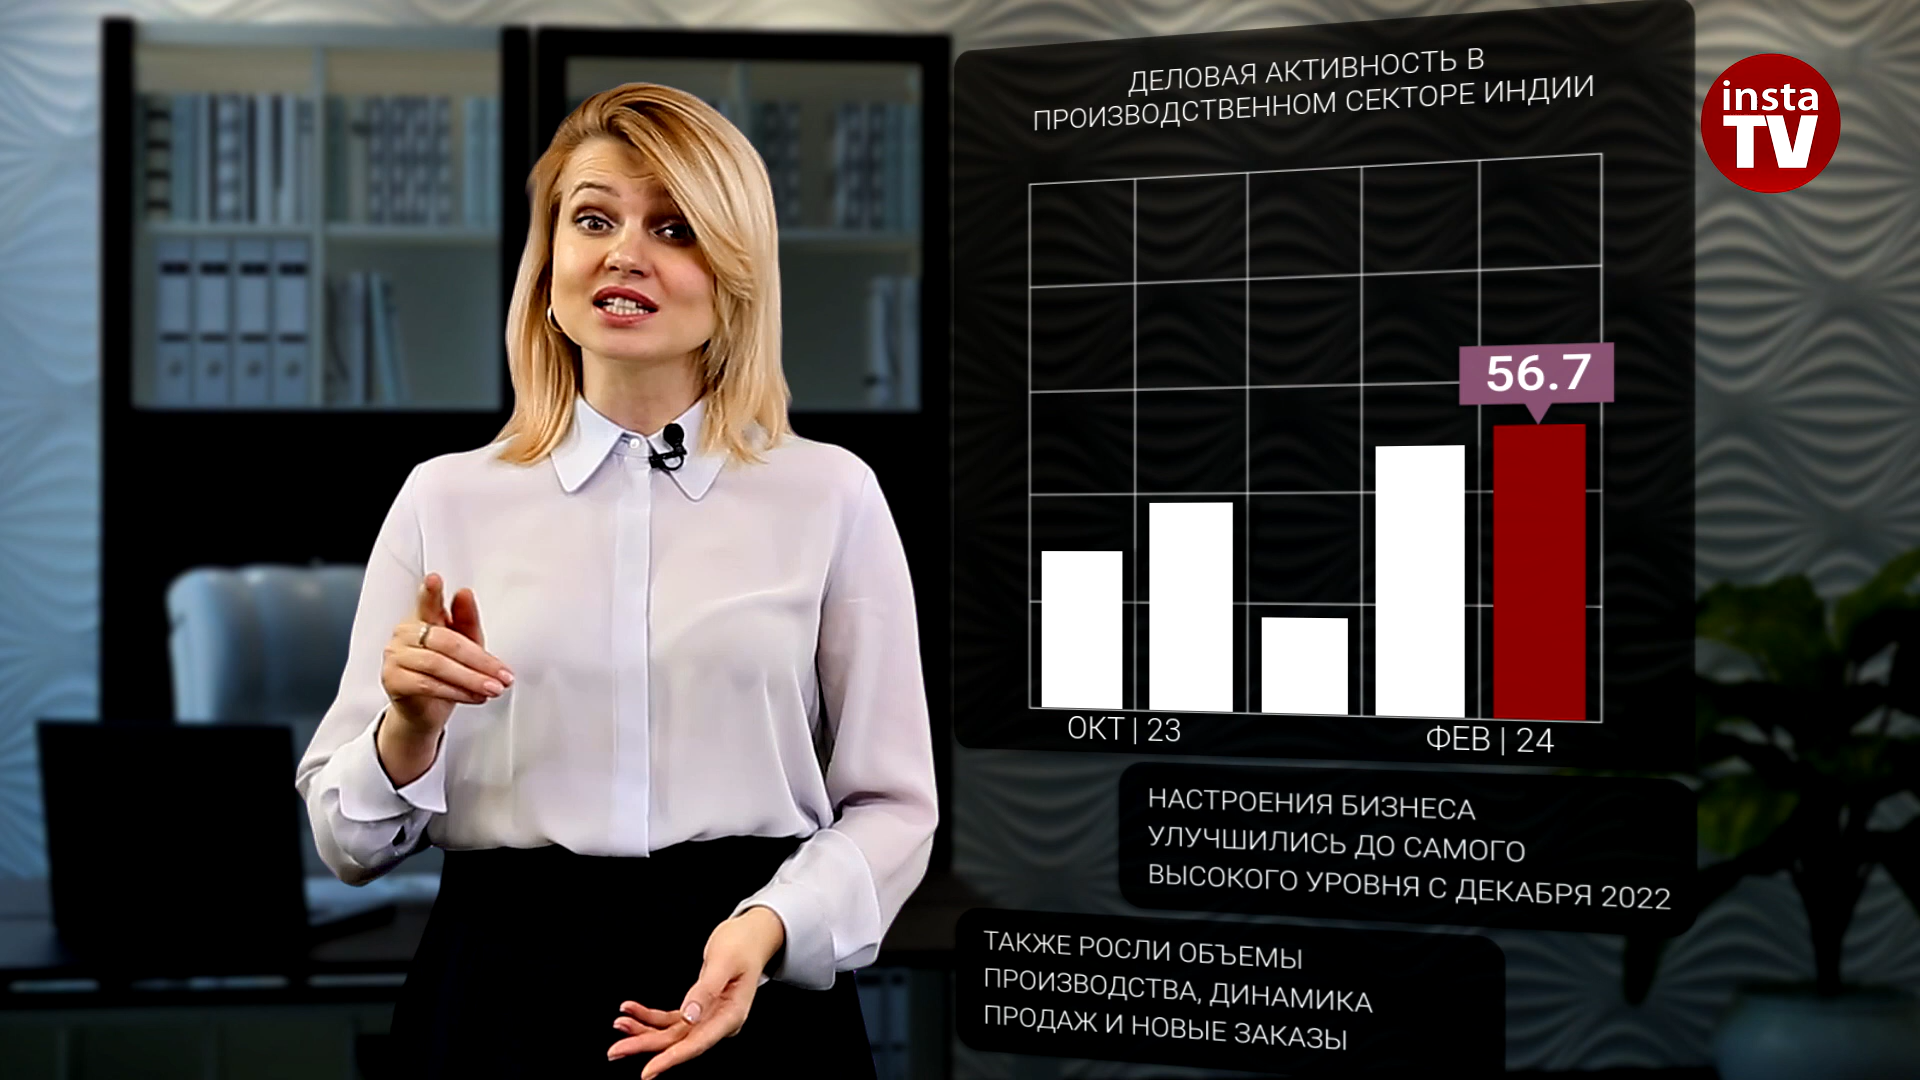 ДЕЛОВАЯ АКТИВНОСТЬ В
ПРОИЗВОДСТВЕННОМ СЕКТОРЕ ИНДИИ
insta
TV
56.7
ОКТ | 23
ФЕВ | 24
НАСТРОЕНИЯ БИЗНЕСА
УЛУЧШИЛИСЬ ДО САМОГО
ВЫСОКОГО УРОВНЯ С ДЕКАБРЯ 2022
ТАКЖЕ РОСЛИ ОБЪЕМЫ
ПРОИЗВОДСТВА, ДИНАМИКА
ПРОДАЖ И НОВЫЕ ЗАКАЗЫ